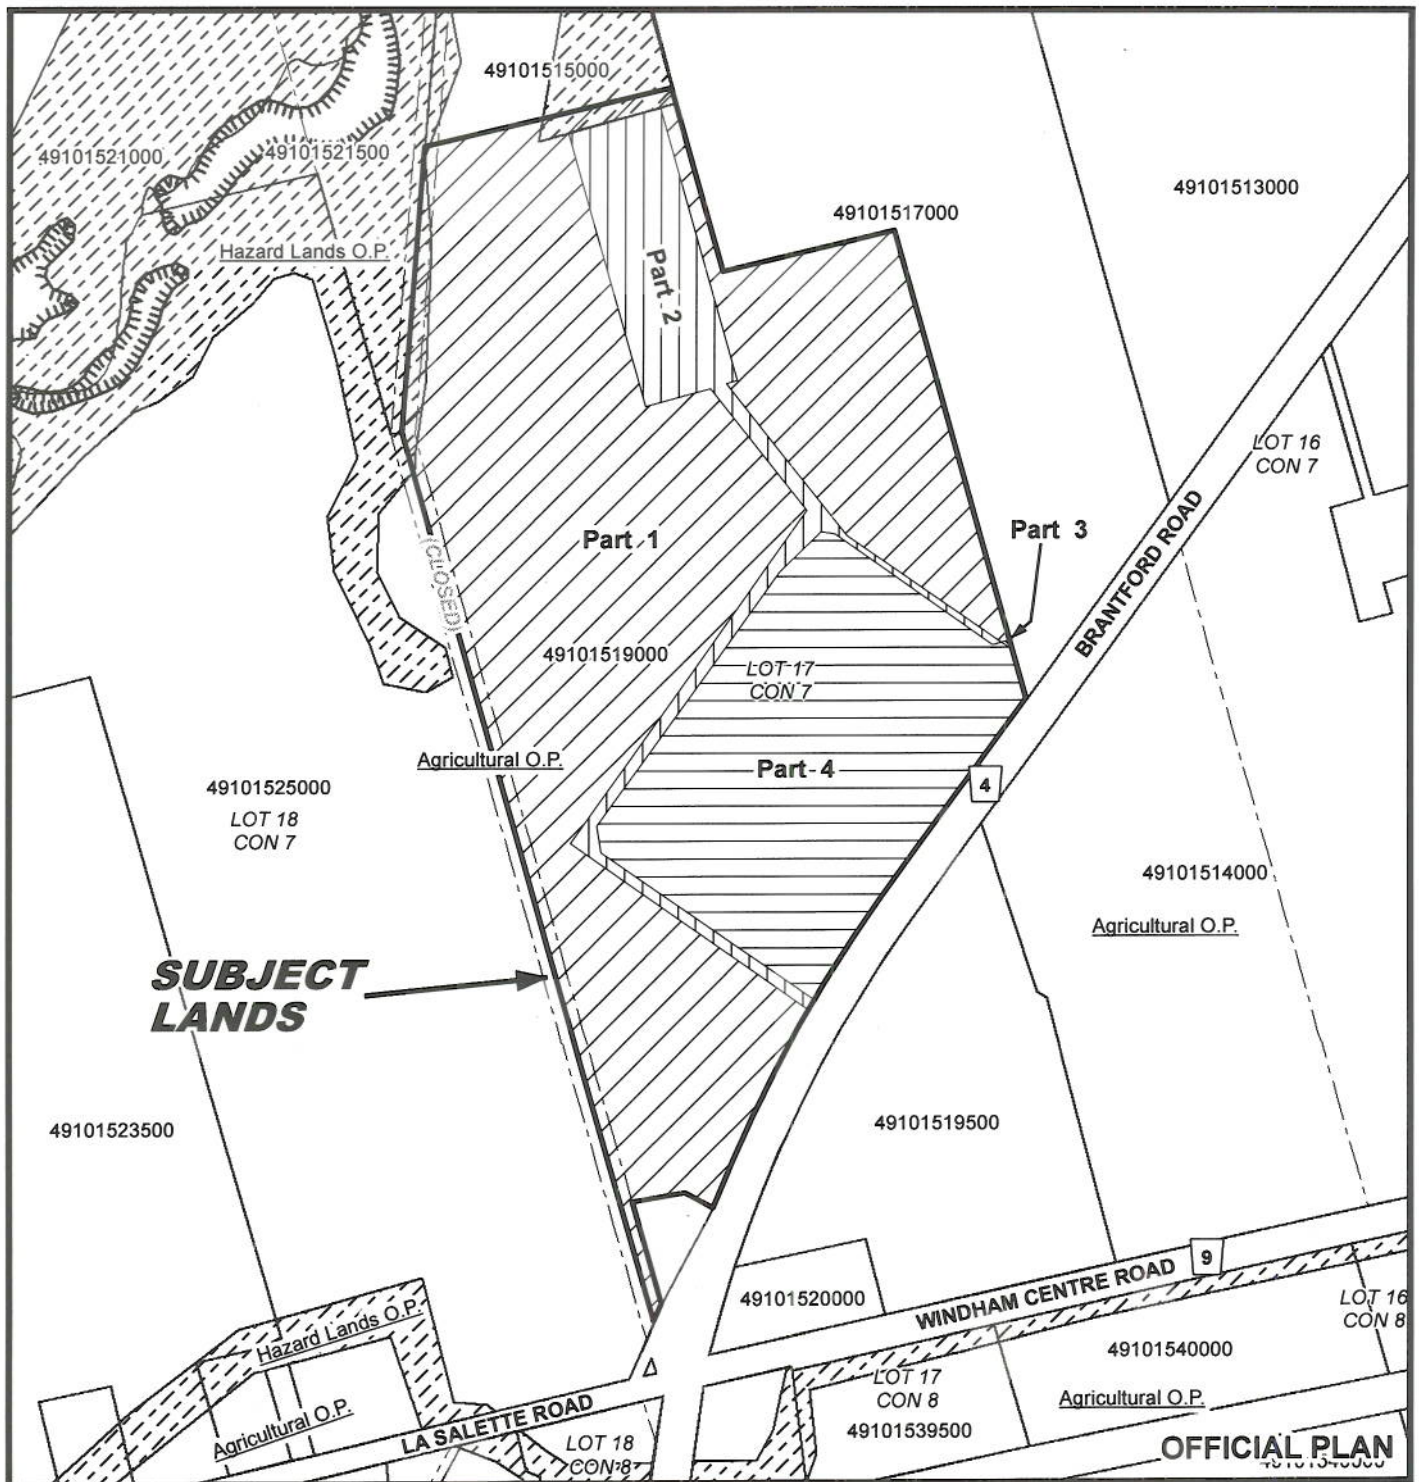 49101515000
49101521000
49101521500
49101513000
49101517000
Hazard Lands O.P.
Part 2
LOT 16
CON 7
Part 1
Part 3
BRANTFORD ROAD
(CLOSED)
49101519000
LOT 17
CON 7
Agricultural O.P.
Part 4
4
49101525000
LOT 18
CON 7
49101514000
Agricultural O.P.
SUBJECT
LANDS
49101523500
49101519500
9
WINDHAM CENTRE ROAD
49101520000
LOT 16
CON 8
Hazard Lands O.P.
49101540000
LOT 17
CON 8
Agricultural O.P.
Agricultural O.P.
LA SALETTE ROAD
49101539500
LOT 18
CON 8
OFFICIAL PLAN